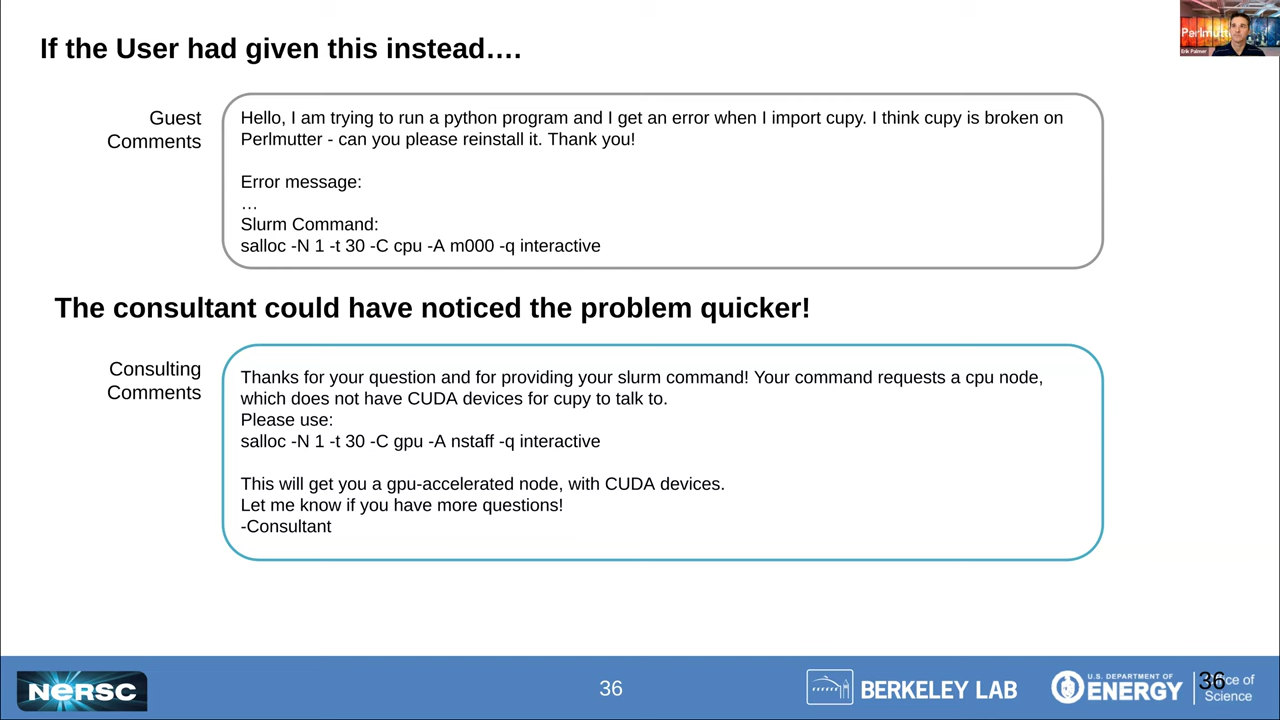 If the User had given this instead….
Perlmutt
Erik Palmer
Guest
Comments
Hello, I am trying to run a python program and I get an error when I import cupy. I think cupy is broken on
Perlmutter - can you please reinstall it. Thank you!
Error message:
…
Slurm Command:
salloc -N 1 -t 30 -C cpu -A m000 -q interactive
The consultant could have noticed the problem quicker!
Consulting
Comments
Thanks for your question and for providing your slurm command! Your command requests a cpu node,
which does not have CUDA devices for cupy to talk to.
Please use:
salloc -N 1 -t 30 -C gpu -A nstaff -q interactive
This will get you a gpu-accelerated node, with CUDA devices.
Let me know if you have more questions!
-Consultant
NERSC
36
BERKELEY LAB
U.S. DEPARTMENT OF
ENERGY
36
ice of
Science